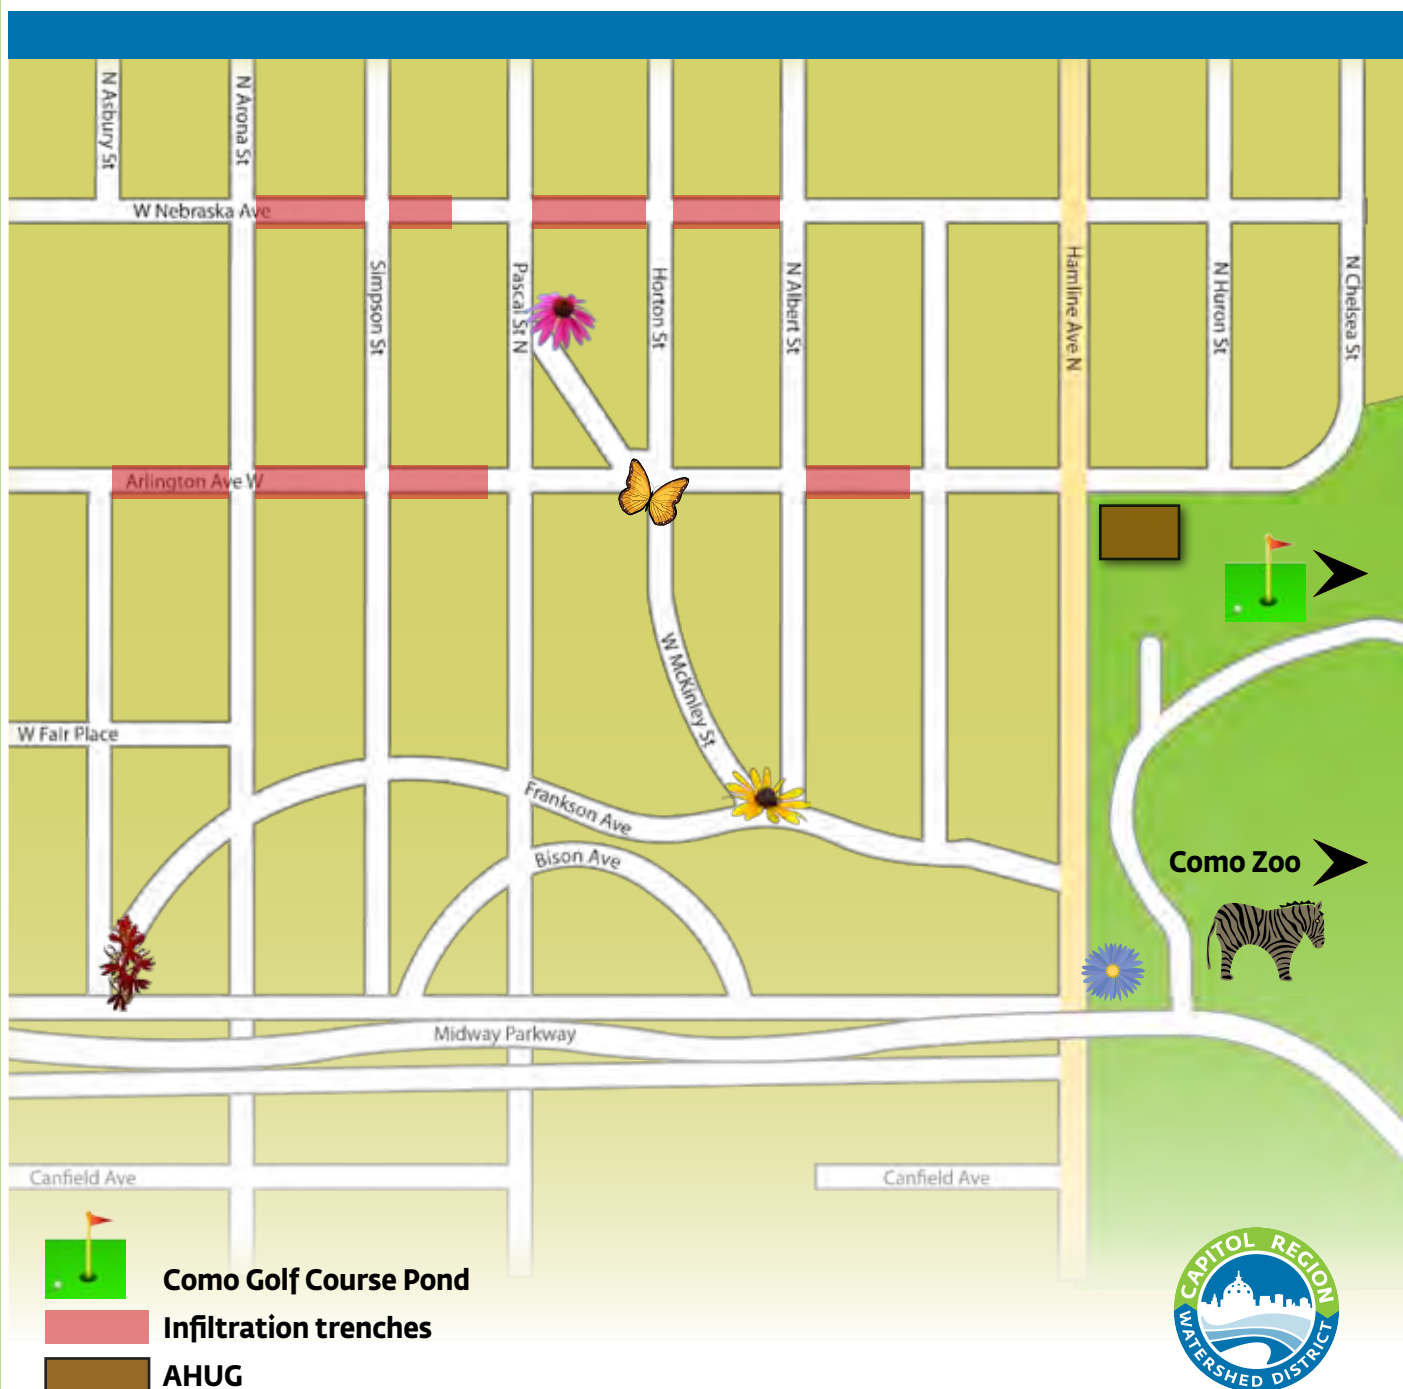 N Asbury St
N Arona St
W Nebraska Ave
Simpson St
Pascal St N
Horton St
N Albert St
Hamline Ave N
N Huron St
N Chelsea St
Arlington Ave W
W McKinley St
W Fair Place
Frankson Ave
Bison Ave
Como Zoo
Midway Parkway
Canfield Ave
Canfield Ave
Como Golf Course Pond
Infiltration trenches
AHUG
CAPITOL REGION
WATERSHED DISTRICT